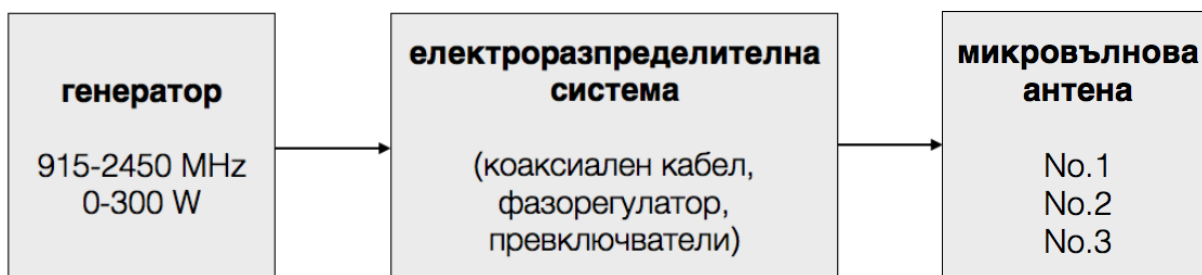 генератор
915-2450 MHz
0-300 W
електроразпределителна
система
(коаксиален кабел,
фазорегулатор,
превключватели)
микровълнова
антена
No.1
No.2
No.3